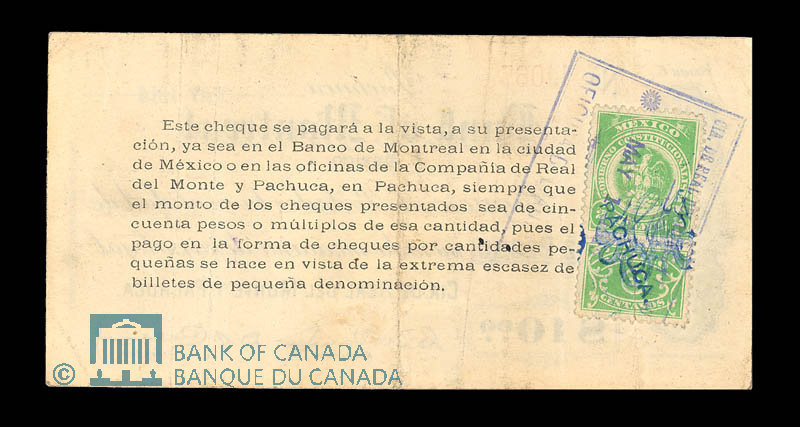 Este cheque se pagará a la vista, a su presenta-
ción, ya sea en el Banco de Montreal en la ciudad
de México o en las oficinas de la Compañía de Real
del Monte y Pachuca, en Pachuca, siempre que
el monto de los cheques presentados sea de cin-
cuenta pesos o múltiplos de esa cantidad, pues el
pago en la forma de cheques por cantidades pe-
queñas se hace en vista de la extrema escasez de
billetes de pequeña denominación.
MEXICO
GOBIERNO CONSTITUCIONALISTA
MAY
PACHUCA
CENTAVOS
© BANK OF CANADA
BANQUE DU CANADA